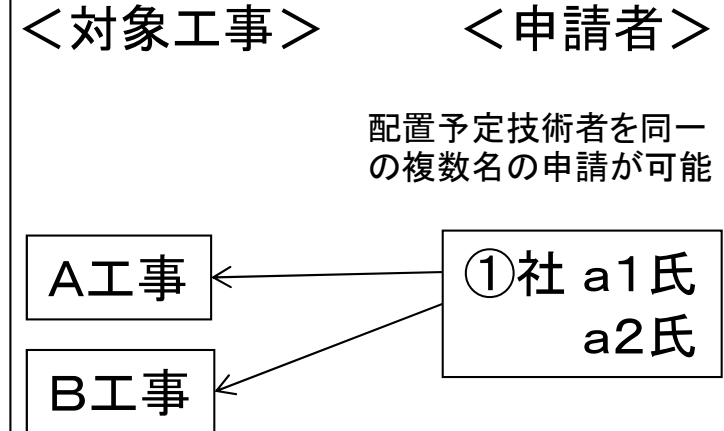 ＜対象工事＞　　＜申請者＞
配置予定技術者を同一
の複数名の申請が可能
Ａ工事
①社 ａ１氏
ａ２氏
Ｂ工事